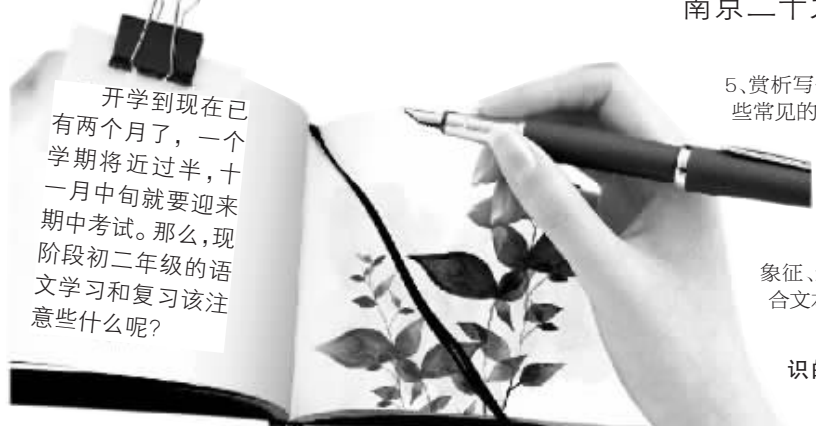 南京二十
5、赏析写
些常见的
开学到现在已
有两个月了，一个
学期将近过半，十
一月中旬就要迎来
期中考试。那么，现
阶段初二年级的语
文学习和复习该注
意些什么呢？
象征、
合文
识